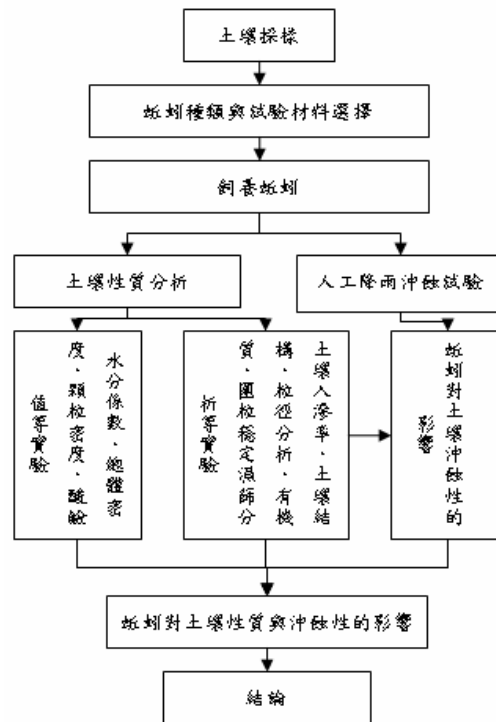 土壤採樣
蚯蚓種類與試驗材料選擇
飼養蚯蚓
土壤性質分析
人工降雨沖蝕試驗
水分係數、總體密
度、顆粒密度、酸鹼
值等實驗
土壤入滲率、土壤結
構、粒徑分析、有機
質、團粒穩定濕篩分
析等實驗
蚯蚓對土壤沖蝕性的
影響
蚯蚓對土壤性質與沖蝕性的影響
結論